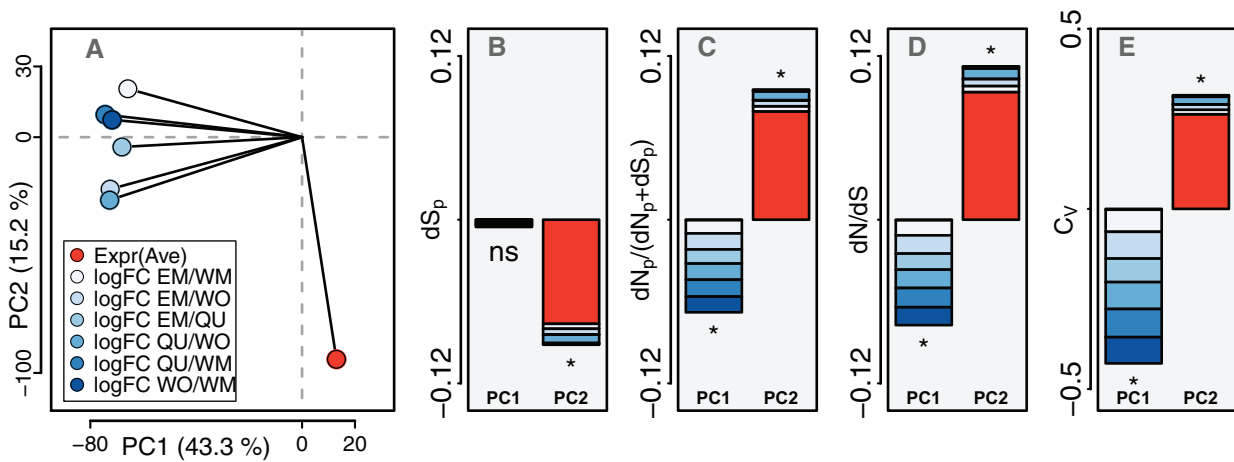 A
30
0
−100
PC2 (15.2 %)
Expr(Ave)
logFC EM/WM
logFC EM/WO
logFC EM/QU
logFC QU/WO
logFC QU/WM
logFC WO/WM
−80
0
20
PC1 (43.3 %)
B
0.12
−0.12
dSp
ns
*
PC1
PC2
C
0.12
−0.12
dNp/(dNp+dSp)
*
*
PC1
PC2
D
0.12
−0.12
dN/dS
*
*
PC1
PC2
E
0.5
−0.5
CV
*
*
PC1
PC2